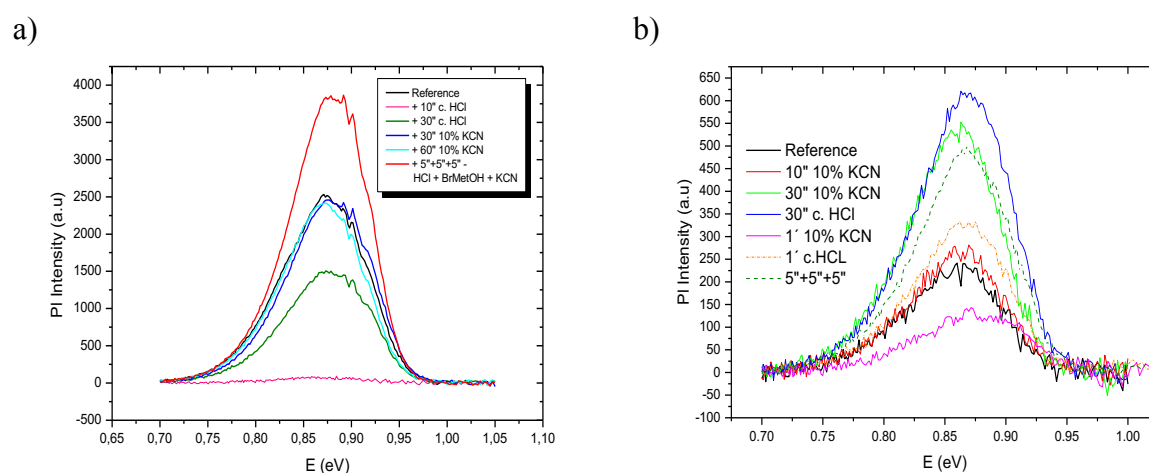 a)
PI Intensity (a.u)
4000
3500
3000
2500
2000
1500
1000
500
0
-500
0,65 0,70 0,75 0,80 0,85 0,90 0,95 1,00 1,05 1,10
E (eV)
Reference
+ 10" c. HCl
+ 30" c. HCl
+ 30" 10% KCN
+ 60" 10% KCN
+ 5"+5"+5" -
HCl + BrMetOH + KCN
b)
PI Intensity (a.u)
650
600
550
500
450
400
350
300
250
200
150
100
50
0
-50
-100
0.70 0.75 0.80 0.85 0.90 0.95 1.00
E (eV)
Reference
10" 10% KCN
30" 10% KCN
30" c. HCl
1´ 10% KCN
1´ c.HCL
5"+5"+5"